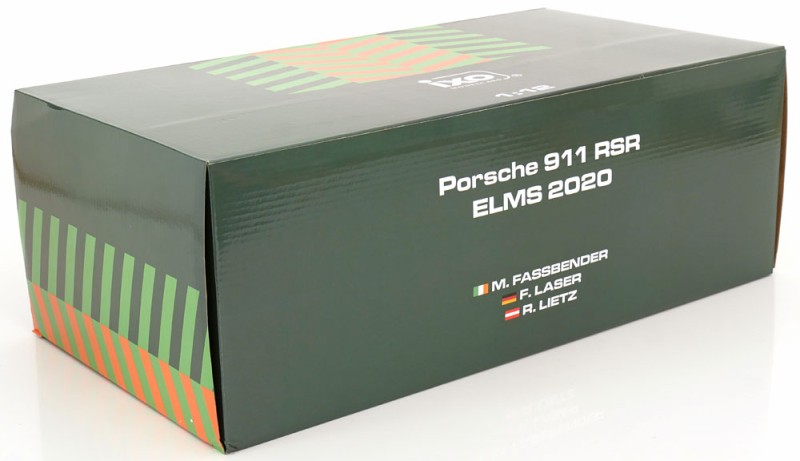 ixo
®
1:12
Porsche 911 RSR
ELMS 2020
M. FASSBENDER
F. LASER
R. LIETZ